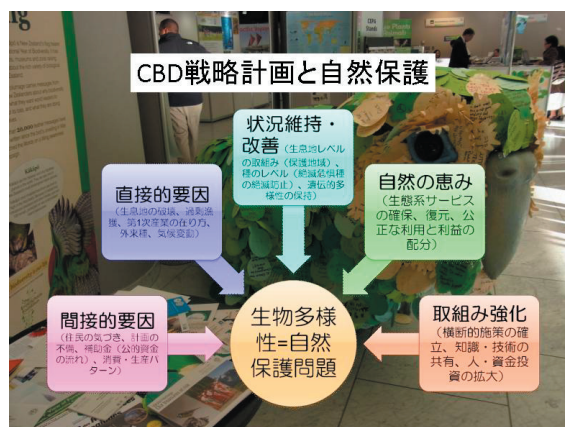 CBD戦略計画と自然保護
状況維持・
改善(生息地レベル
の取組み(保護地域)、
種のレベル(絶滅危惧種
の絶滅防止)、遺伝的多
様性の保持)
直接的要因
(生息地の破壊、過剰漁
獲、第1次産業の在り方、
外来種、気候変動)
自然の恵み
(生態系サービス
の確保、復元、公
正な利用と利益の
配分)
間接的要因
(住民の気づき、計画の
不備、補助金(公的資金
の流れ)、消費・生産パ
ターン)
生物多様
性=自然
保護問題
取組み強化
(横断的施策の確
立、知識・技術の
共有、人・資金投
資の拡大)